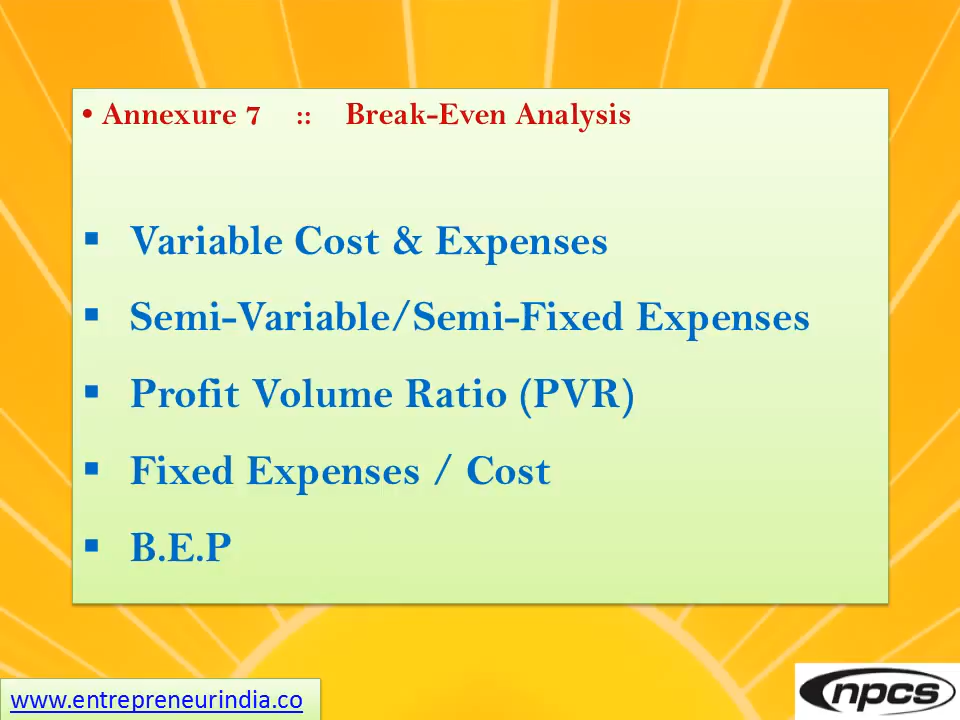 • Annexure 7 :: Break-Even Analysis
▪ Variable Cost & Expenses
▪ Semi-Variable/Semi-Fixed Expenses
▪ Profit Volume Ratio (PVR)
▪ Fixed Expenses / Cost
▪ B.E.P
www.entrepreneurindia.co
npcs